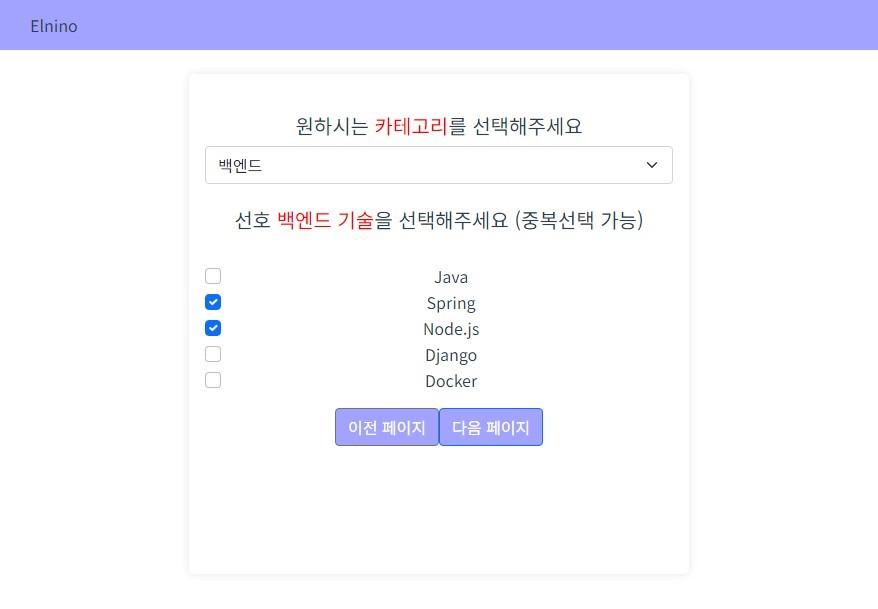 Elnino
원하시는 카테고리를 선택해주세요
백엔드
선호 백엔드 기술을 선택해주세요 (중복선택 가능)
Java
Spring
Node.js
Django
Docker
이전 페이지 다음 페이지